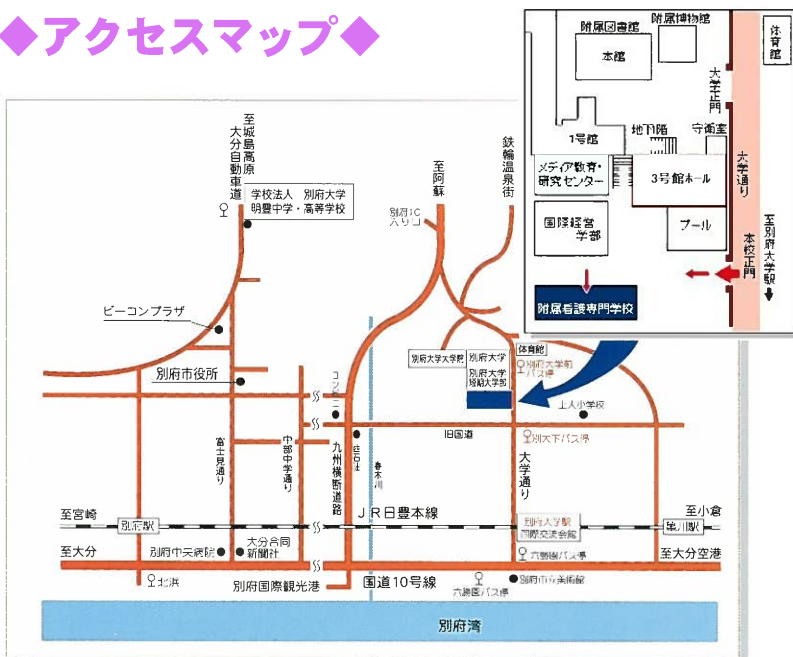 ◆アクセスマップ◆
附属博物館
附属図書館
本館
体育館
大学正門
1号館
地下階
守衛室
メディア教育・
研究センター
3号館ホール
大学通り
プール
国際経営
学部
本校正門
至別府大学駅
附属看護専門学校
至城島高原
大分自動車道
学校法人 別府大学
明豊中学・高等学校
至阿蘇
鉄輪温泉街
別府IC
入り口
ビーコンプラザ
別府市役所
別府大学大学院
別府大学
別府大学
短期大学部
体育館
別府大学前
バス停
上人小学校
コンビニ
旧国道
別大下バス停
富士見通り
中部中学通り
九州横断道路
春木川
大学通り
至宮崎
別府駅
JR日豊本線
別府大学駅
国際交流会館
至小倉
亀川駅
至大分
別府中央病院
大分合同
新聞社
六勝園バス停
至大分空港
北浜
別府国際観光港
国道10号線
六勝園バス停
別府市立美術館
別府湾